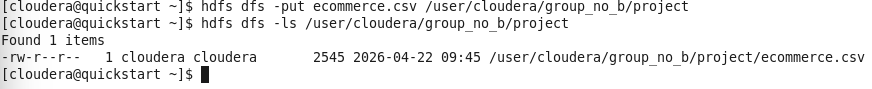 [cloudera@quickstart ~]$ hdfs dfs -put ecommerce.csv /user/cloudera/group_no_b/project
[cloudera@quickstart ~]$ hdfs dfs -ls /user/cloudera/group_no_b/project
Found 1 items
-rw-r--r--   1 cloudera cloudera       2545 2026-04-22 09:45 /user/cloudera/group_no_b/project/ecommerce.csv
[cloudera@quickstart ~]$